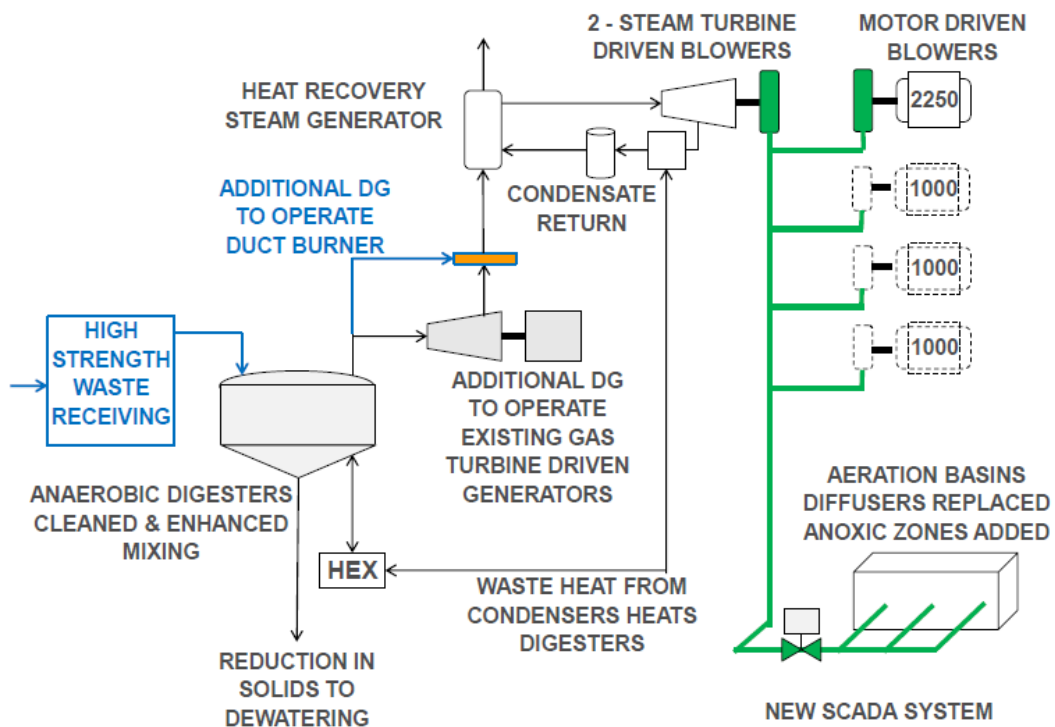 2 - STEAM TURBINE
DRIVEN BLOWERS
MOTOR DRIVEN
BLOWERS
2250
HEAT RECOVERY
STEAM GENERATOR
CONDENSATE
RETURN
1000
1000
1000
ADDITIONAL DG
TO OPERATE
DUCT BURNER
HIGH
STRENGTH
WASTE
RECEIVING
ADDITIONAL DG
TO OPERATE
EXISTING GAS
TURBINE DRIVEN
GENERATORS
ANAEROBIC DIGESTERS
CLEANED & ENHANCED
MIXING
HEX
WASTE HEAT FROM
CONDENSERS HEATS
DIGESTERS
AERATION BASINS
DIFFUSERS REPLACED
ANOXIC ZONES ADDED
REDUCTION IN
SOLIDS TO
DEWATERING
NEW SCADA SYSTEM